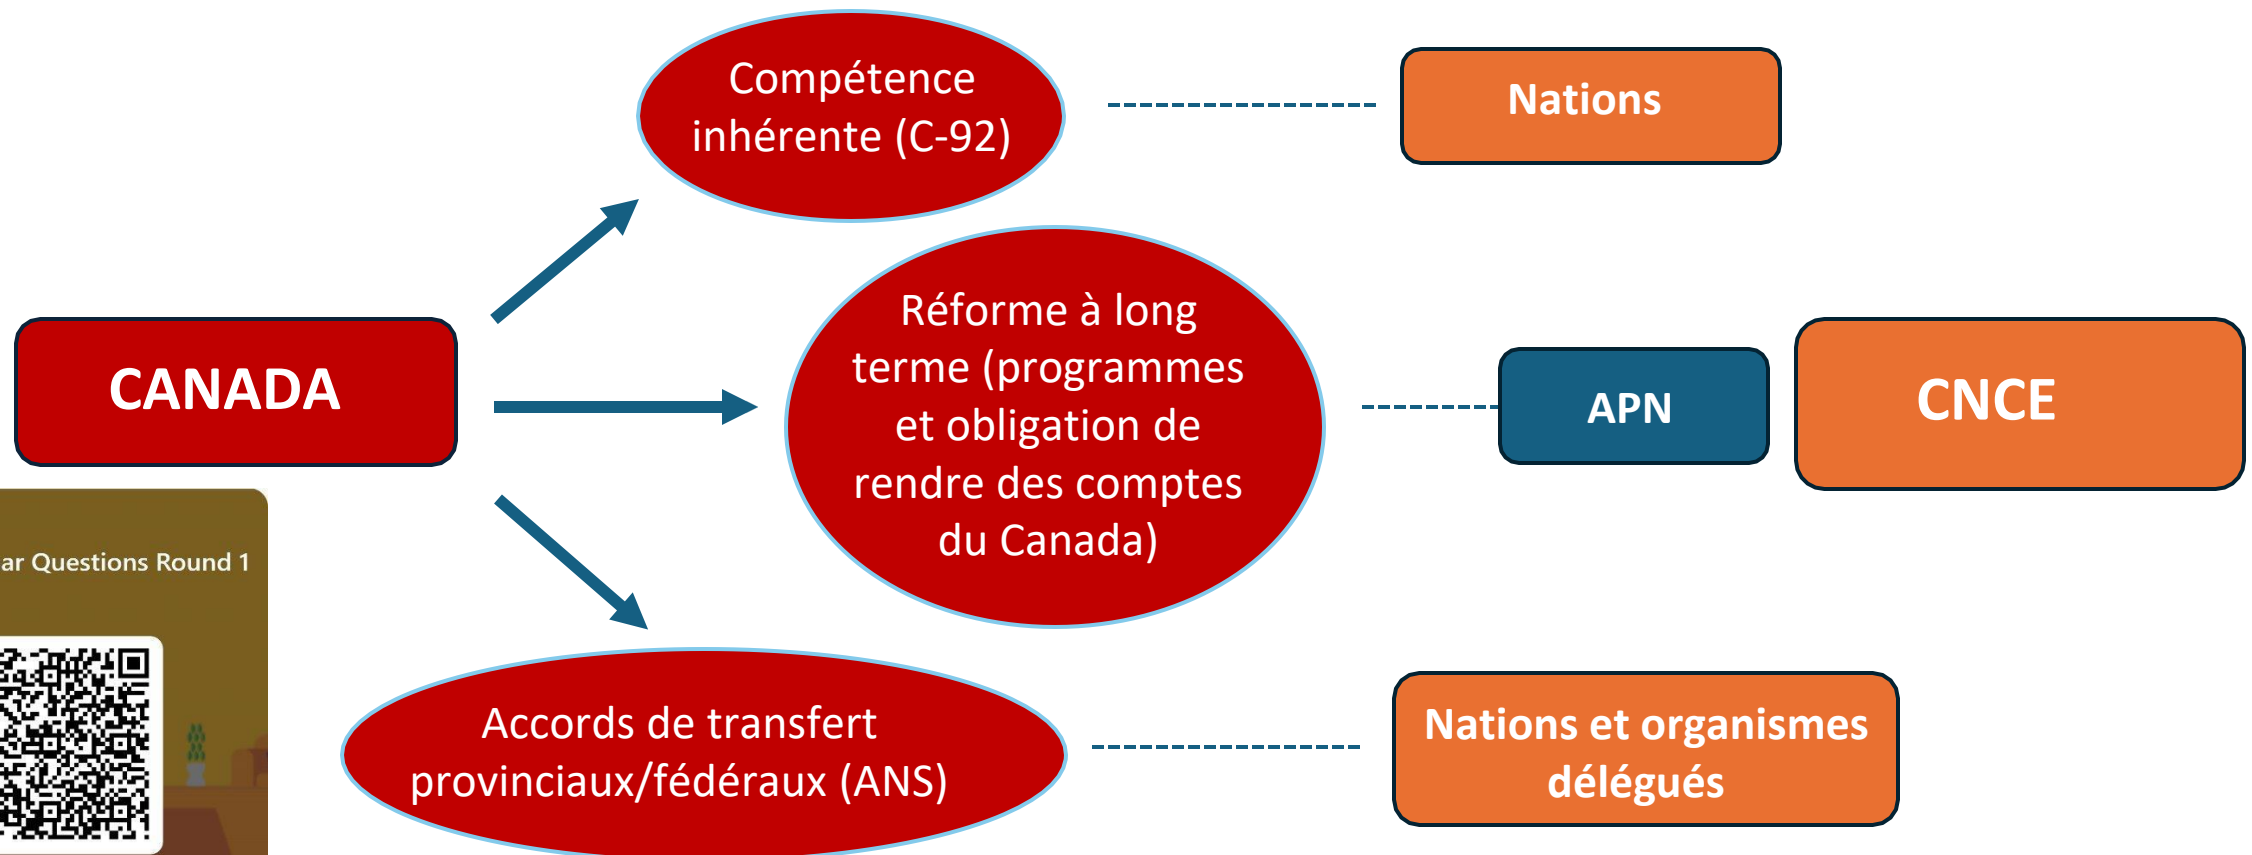 Compétence
inhérente (C-92)
Nations
CANADA
Réforme à long
terme (programmes
et obligation de
rendre des comptes
du Canada)
APN
CNCE
Questions Round 1
Accords de transfert
provinciaux/fédéraux (ANS)
Nations et organismes
délégués